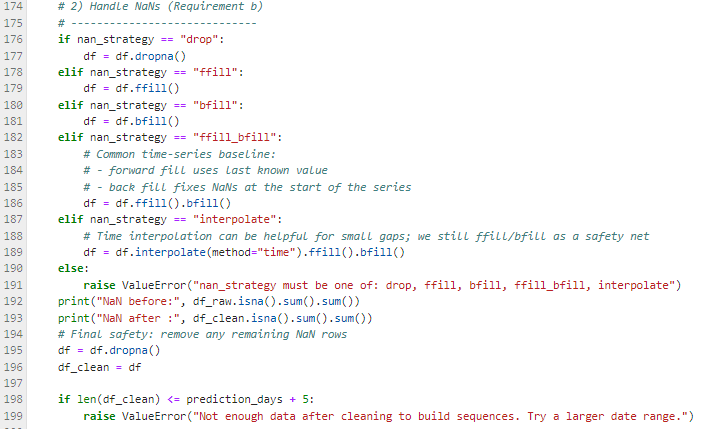 174 # 2) Handle NaNs (Requirement b)
175 # -----------------------------
176 if nan_strategy == "drop":
177 df = df.dropna()
178 elif nan_strategy == "ffill":
179 df = df.ffill()
180 elif nan_strategy == "bfill":
181 df = df.bfill()
182 elif nan_strategy == "ffill_bfill":
183 # Common time-series baseline:
184 # - forward fill uses last known value
185 # - back fill fixes NaNs at the start of the series
186 df = df.ffill().bfill()
187 elif nan_strategy == "interpolate":
188 # Time interpolation can be helpful for small gaps; we still ffill/bfill as a safety net
189 df = df.interpolate(method="time").ffill().bfill()
190 else:
191 raise ValueError("nan_strategy must be one of: drop, ffill, bfill, ffill_bfill, interpolate")
192 print("NaN before:", df_raw.isna().sum().sum())
193 print("NaN after :", df_clean.isna().sum().sum())
194 # Final safety: remove any remaining NaN rows
195 df = df.dropna()
196 df_clean = df
197
198 if len(df_clean) <= prediction_days + 5:
199 raise ValueError("Not enough data after cleaning to build sequences. Try a larger date range.")